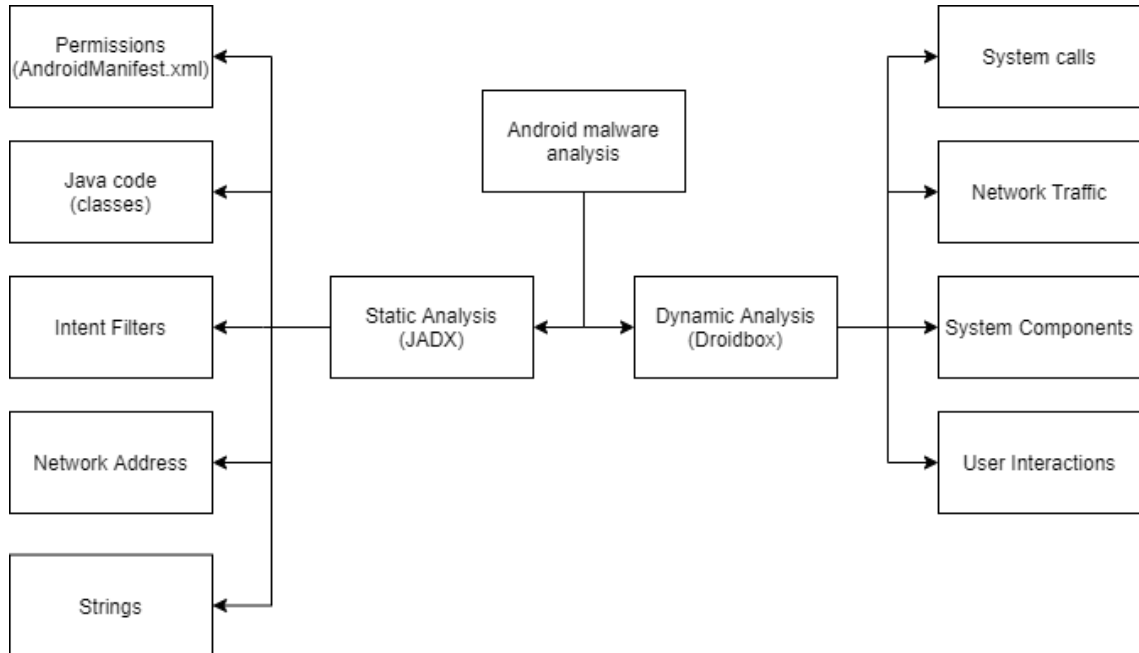 Permissions
(AndroidManifest.xml)
System calls
Android malware
analysis
Java code
(classes)
Network Traffic
Intent Filters
Static Analysis
(JADX)
Dynamic Analysis
(Droidbox)
System Components
Network Address
User Interactions
Strings